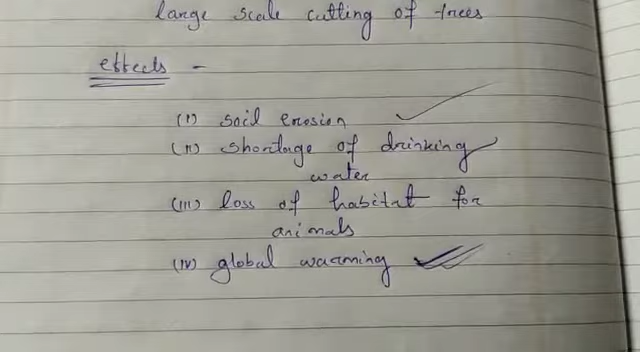 large scale cutting of trees
effects -
(i) soil erosion
(ii) shortage of drinking
water
(iii) loss of habitat for
animals
(iv) global warming